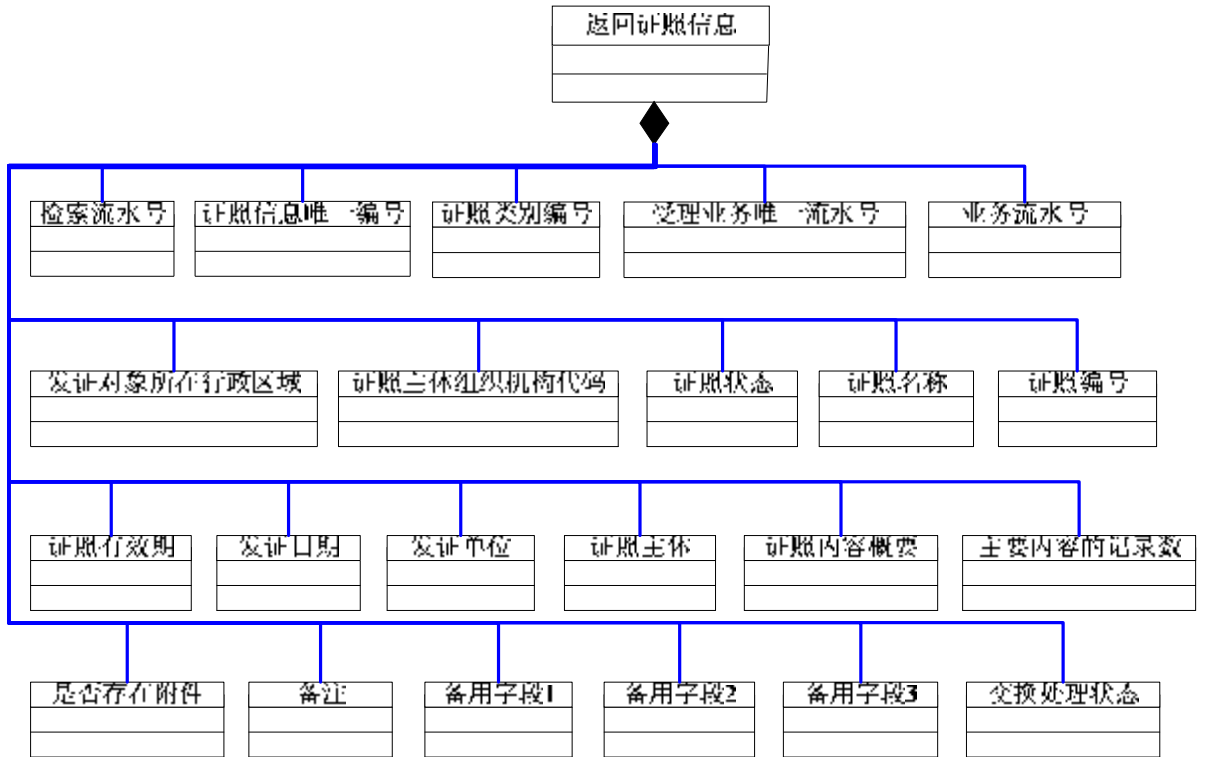 返回证照信息
检索流水号
证照信息唯一编号
证照类别编号
受理业务唯一流水号
业务流水号
发证对象所在行政区域
证照主体组织机构代码
证照状态
证照名称
证照编号
证照有效期
发证日期
发证单位
证照主体
证照内容概要
主要内容的记录数
是否存在附件
备注
备用字段1
备用字段2
备用字段3
交换处理状态